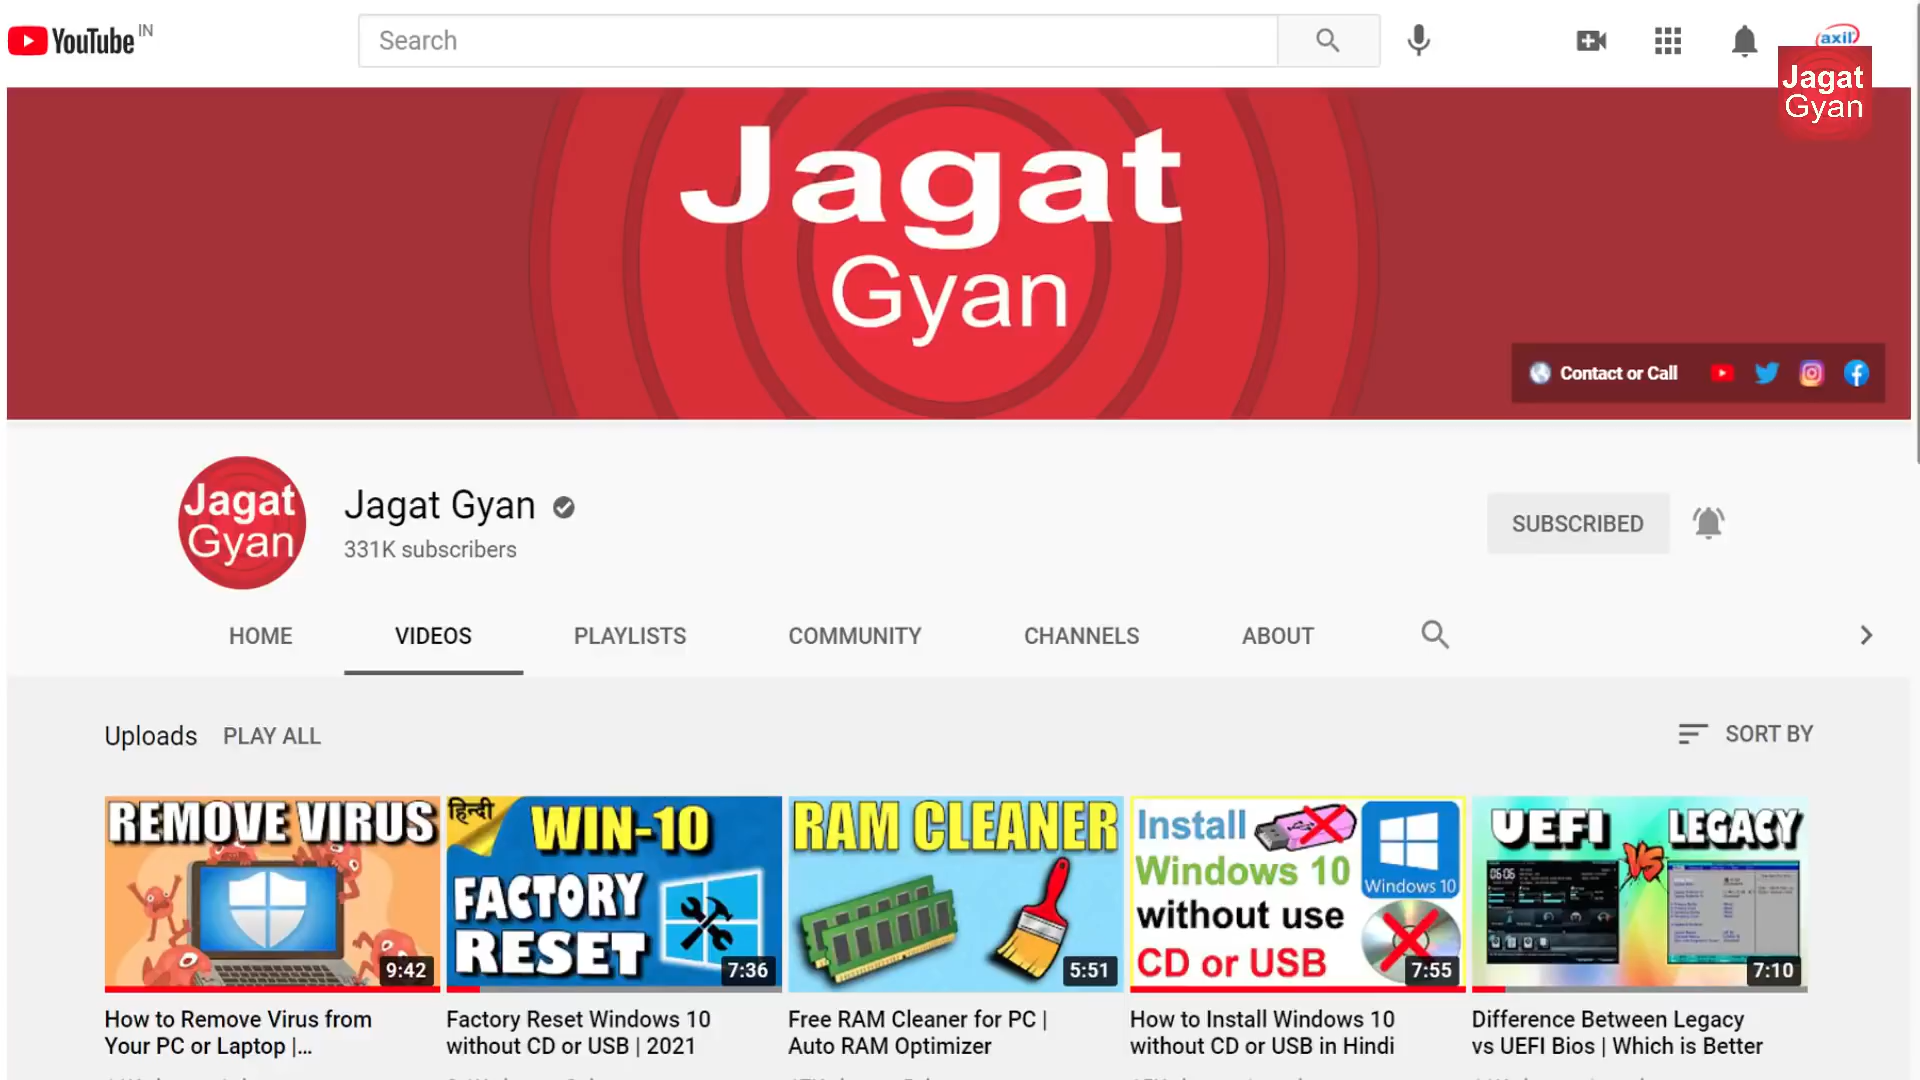 YouTube IN
Search
axil
Jagat
Gyan
Jagat
Gyan
Contact or Call
Jagat
Gyan
Jagat Gyan
331K subscribers
SUBSCRIBED
HOME
VIDEOS
PLAYLISTS
COMMUNITY
CHANNELS
ABOUT
Uploads
PLAY ALL
SORT BY
REMOVE VIRUS
9:42
हिन्दी
WIN-10
FACTORY
RESET
7:36
RAM CLEANER
5:51
Install
Windows 10
without use
CD or USB
Windows 10
7:55
UEFI
VS
LEGACY
7:10
How to Remove Virus from
Your PC or Laptop |...
Factory Reset Windows 10
without CD or USB | 2021
Free RAM Cleaner for PC |
Auto RAM Optimizer
How to Install Windows 10
without CD or USB in Hindi
Difference Between Legacy
vs UEFI Bios | Which is Better